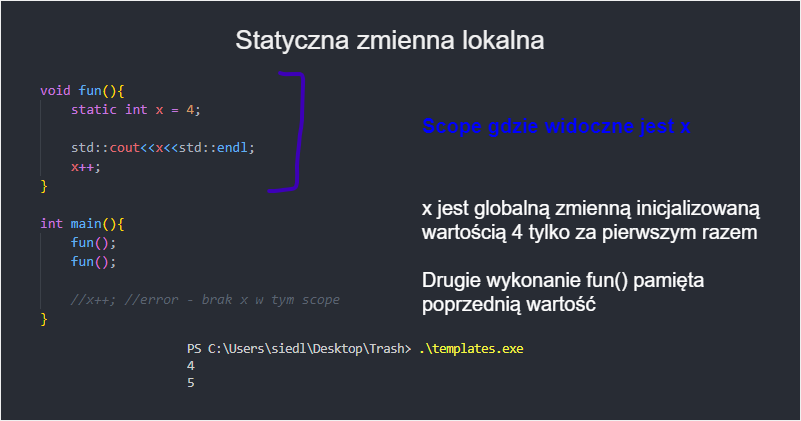 Statyczna zmienna lokalna
void fun(){
static int x = 4;
std::cout<<x<<std::endl;
x++;
}
Scope gdzie widoczne jest x
int main(){
fun();
fun();
//x++; //error - brak x w tym scope
}
x jest globalną zmienną inicjalizowaną
wartością 4 tylko za pierwszym razem
Drugie wykonanie fun() pamięta
poprzednią wartość
PS C:\Users\siedl\Desktop\Trash> .\templates.exe
4
5